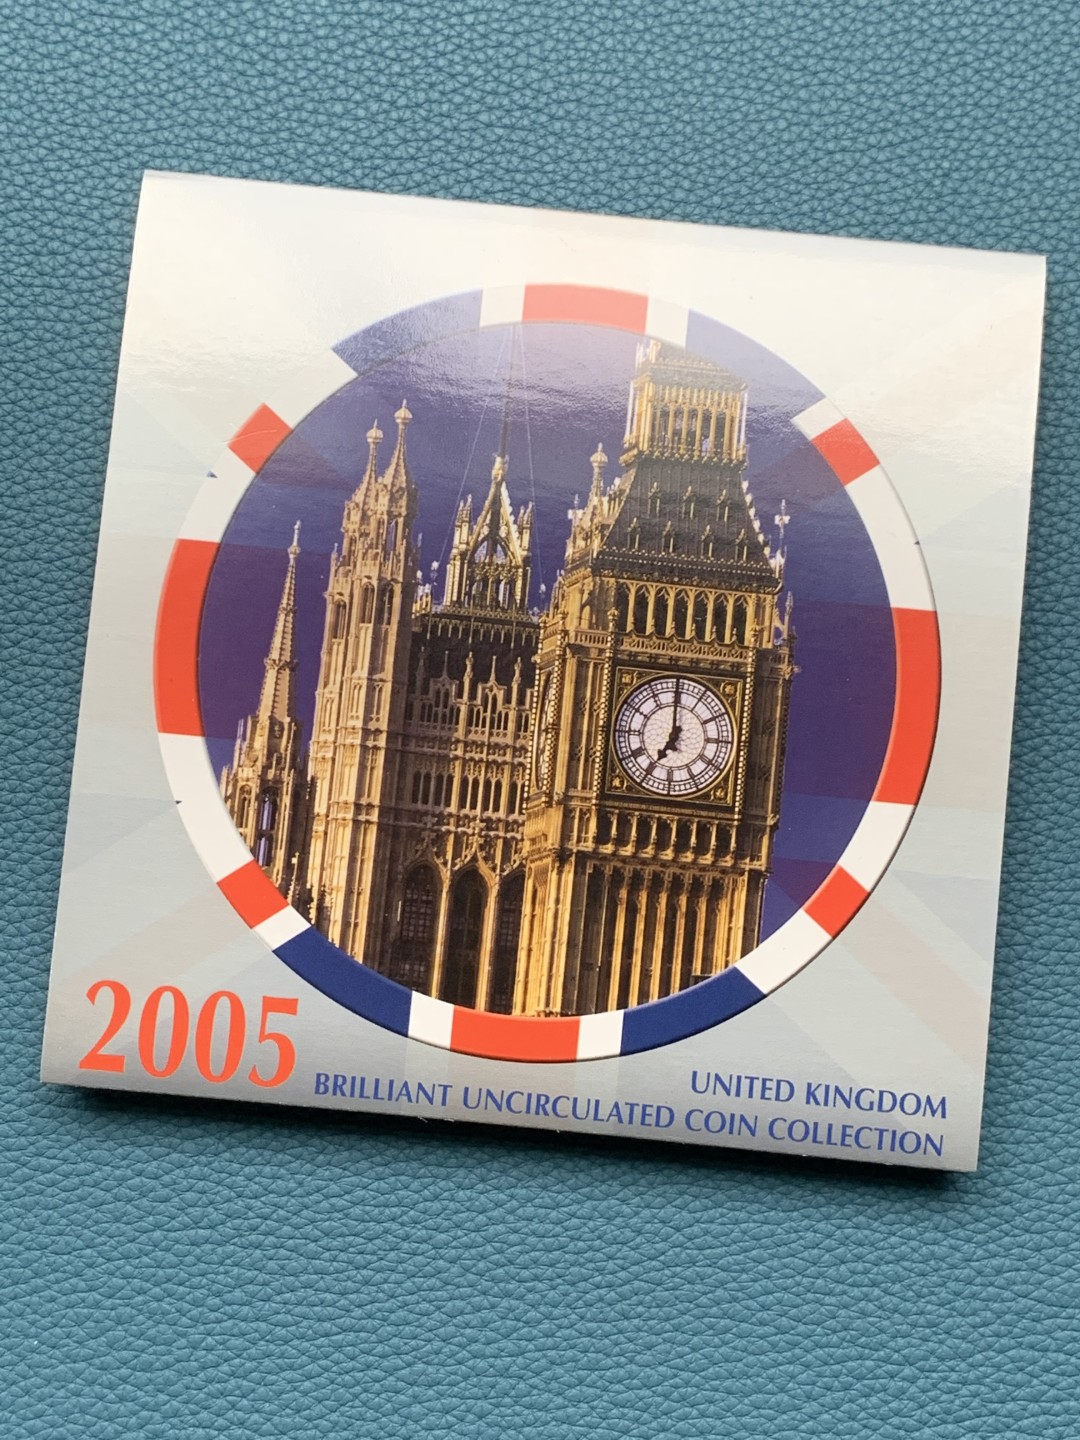 2005
UNITED KINGDOM
BRILLIANT UNCIRCULATED COIN COLLECTION